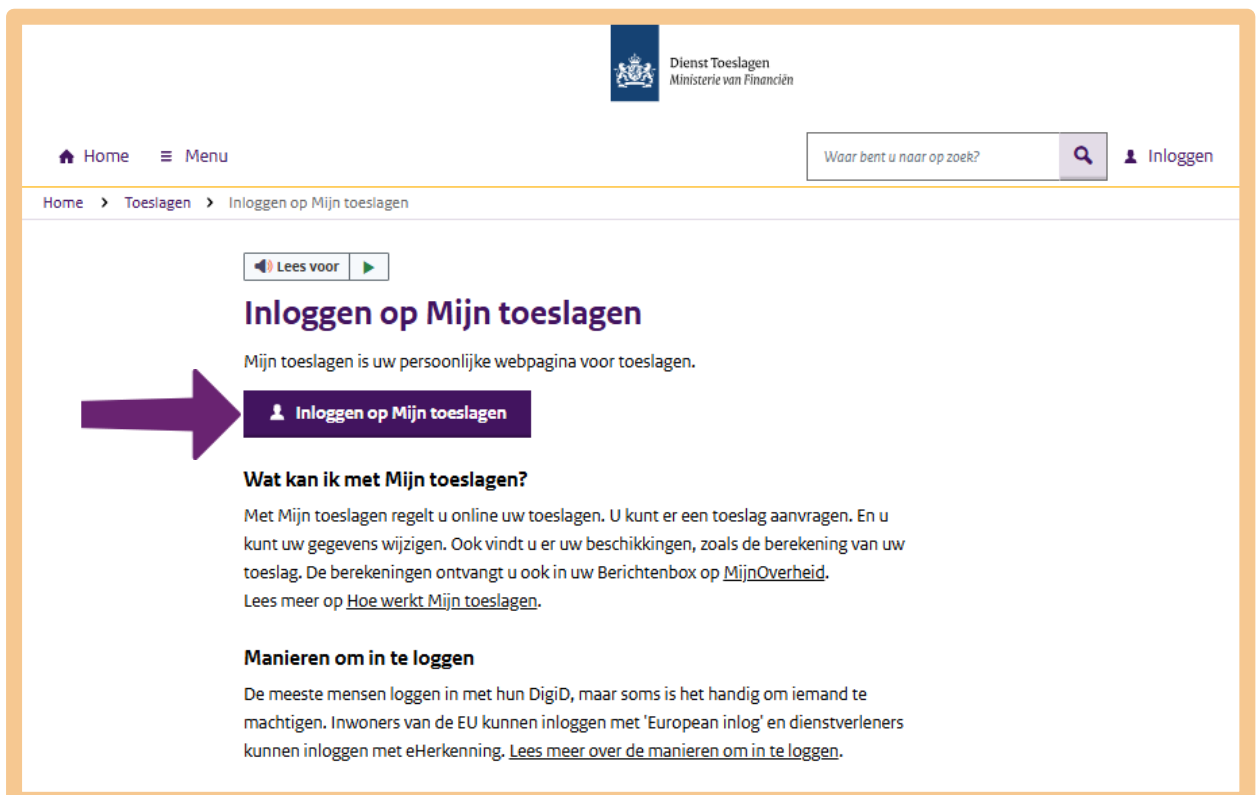 Dienst Toeslagen
Ministerie van Financiën
Home Menu
Waar bent u naar op zoek?
Inloggen
Home > Toeslagen > Inloggen op Mijn toeslagen
Lees voor
Inloggen op Mijn toeslagen
Mijn toeslagen is uw persoonlijke webpagina voor toeslagen.
Inloggen op Mijn toeslagen
Wat kan ik met Mijn toeslagen?
Met Mijn toeslagen regelt u online uw toeslagen. U kunt er een toeslag aanvragen. En u
kunt uw gegevens wijzigen. Ook vindt u er uw beschikkingen, zoals de berekening van uw
toeslag. De berekeningen ontvangt u ook in uw Berichtenbox op MijnOverheid.
Lees meer op Hoe werkt Mijn toeslagen.
Manieren om in te loggen
De meeste mensen loggen in met hun DigiD, maar soms is het handig om iemand te
machtigen. Inwoners van de EU kunnen inloggen met 'European inlog' en dienstverleners
kunnen inloggen met eHerkenning. Lees meer over de manieren om in te loggen.